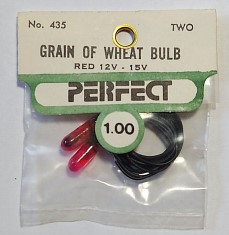 No. 435 TWO
GRAIN OF WHEAT BULB
RED 12V - 15V
PERFECT
1.00